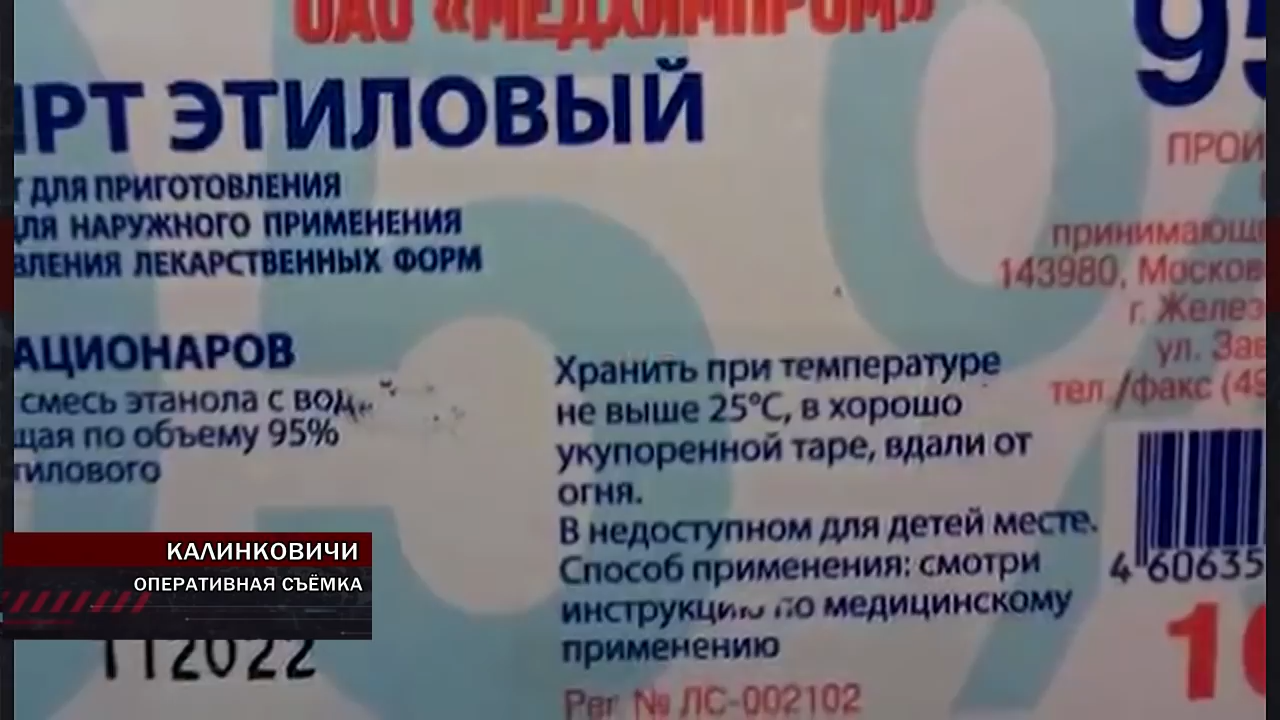 ОАО «МЕДХИМПРОМ»
ИРТ ЭТИЛОВЫЙ
95
Т ДЛЯ ПРИГОТОВЛЕНИЯ
ДЛЯ НАРУЖНОГО ПРИМЕНЕНИЯ
ВЛЕНИЯ ЛЕКАРСТВЕННЫХ ФОРМ
ПРОИ
принимающе
143980, Москов
г. Желез
ул. Зав
тел./факс (49
АЦИОНАРОВ
смесь этанола с вод
щая по объему 95%
тилового
Хранить при температуре
не выше 25°С, в хорошо
укупоренной таре, вдали от
огня.
В недоступном для детей месте.
Способ применения: смотри
инструкцию по медицинскому
применению
Рег № ЛС-002102
4 60635
10
КАЛИНКОВИЧИ
ОПЕРАТИВНАЯ СЪЁМКА
112022